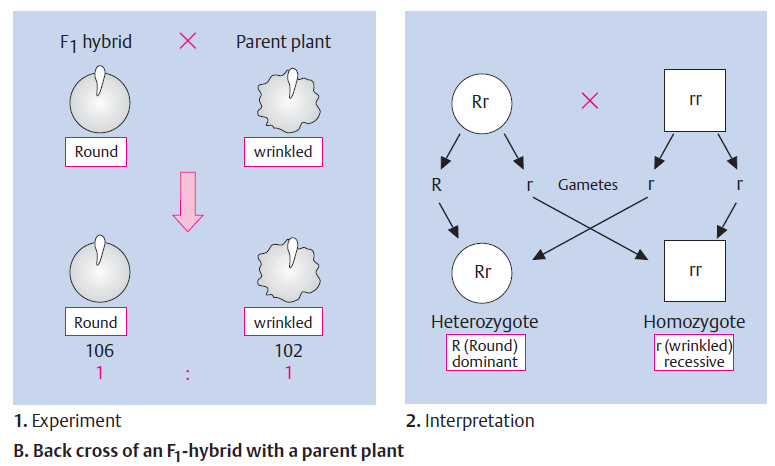 F1 hybrid × Parent plant
Round wrinkled
Round wrinkled
106 102
1 : 1
1. Experiment
Rr × rr
R r Gametes r r
Rr rr
Heterozygote Homozygote
R (Round) r (wrinkled)
dominant recessive
2. Interpretation
B. Back cross of an F1-hybrid with a parent plant